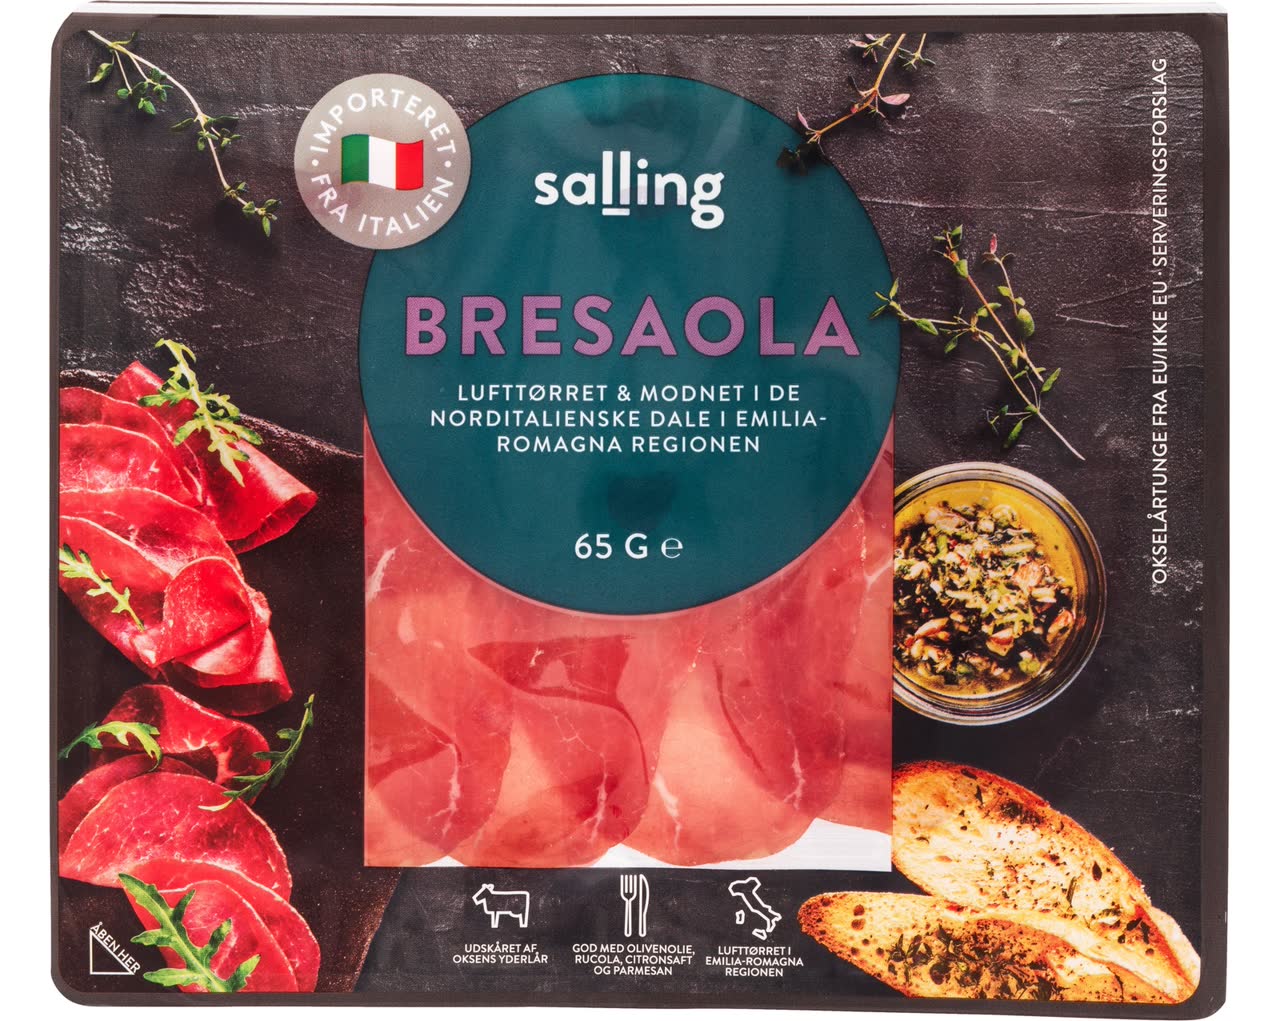 IMPORTERET
FRA ITALIEN
salling
BRESAOLA
LUFTTØRRET & MODNET I DE
NORDITALIENSKE DALE I EMILIA-
ROMAGNA REGIONEN
65 G ℮
*OKSELÅRTUNGE FRA EU/IKKE EU · SERVERINGSFORSLAG
ÅBEN HER
UDSKÅRET AF
OKSENS YDERLÅR
GOD MED OLIVENOLIE,
RUCOLA, CITRONSAFT
OG PARMESAN
LUFTTØRRET I
EMILIA-ROMAGNA
REGIONEN